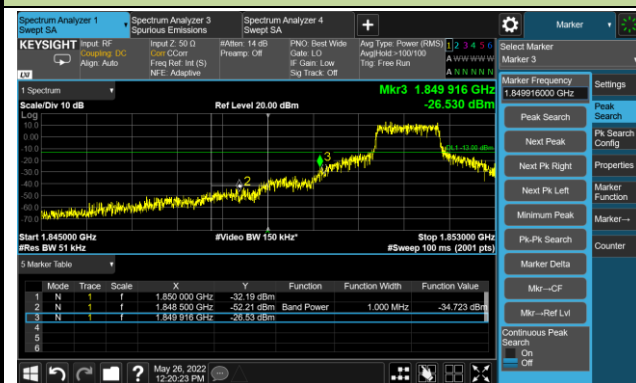 Spectrum Analyzer 1
Swept SA
Spectrum Analyzer 3
Spurious Emissions
Spectrum Analyzer 4
Swept SA
+
Marker
KEYSIGHT
Input: RF
Coupling: DC
Align: Auto
Input Z: 50 Ω
Corr CCorr
Freq Ref: Int (S)
NFE: Adaptive
#Atten: 14 dB
Preamp: Off
PNO: Best Wide
Gate: LO
IF Gain: Low
Sig Track: Off
Avg Type: Power (RMS)
Avg|Hold:>100/100
Trig: Free Run
1 2 3 4 5 6
A W W W W W
A N N N N N
LXI
Select Marker
Marker 3
Marker Frequency
1.849916000 GHz
Peak Search
Next Peak
Next Pk Right
Next Pk Left
Minimum Peak
Pk-Pk Search
Marker Delta
Mkr→CF
Mkr→Ref Lvl
Continuous Peak
Search
On
Off
Settings
Peak
Search
Pk Search
Config
Properties
Marker
Function
Marker→
Counter
1 Spectrum
Scale/Div 10 dB
Log
Ref Level 20.00 dBm
Mkr3 1.849 916 GHz
-26.530 dBm
10.0
0.00
-10.0
-20.0
-30.0
-40.0
-50.0
-60.0
-70.0
DL1 -13.00 dBm
2
3
Start 1.845000 GHz
#Res BW 51 kHz
#Video BW 150 kHz*
Stop 1.853000 GHz
#Sweep 100 ms (2001 pts)
5 Marker Table
Mode Trace Scale X Y Function Function Width Function Value
1 N 1 f 1.850 000 GHz -32.19 dBm
2 N 1 f 1.848 500 GHz -52.21 dBm Band Power 1.000 MHz -34.723 dBm
3 N 1 f 1.849 916 GHz -26.53 dBm
4
5
6
?
May 26, 2022
12:20:23 PM